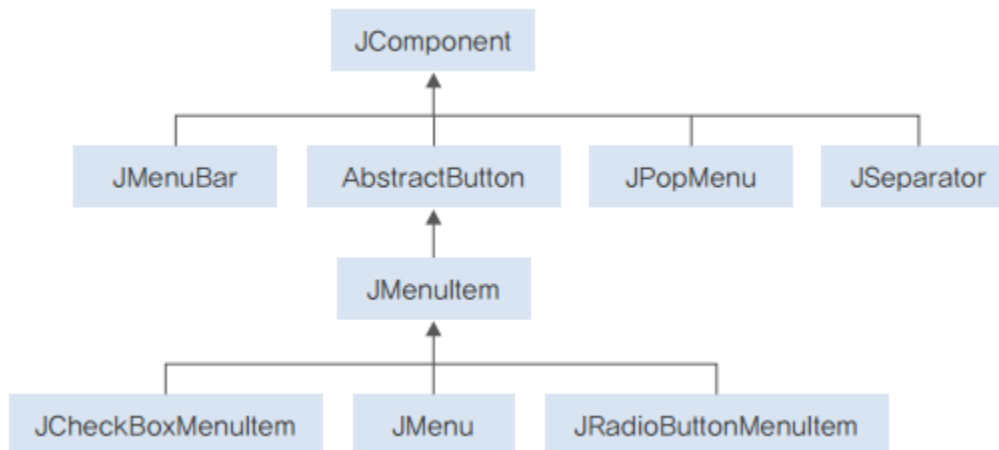 JComponent
JMenuBar AbstractButton JPopMenu JSeparator
JMenuItem
JCheckBoxMenuItem JMenu JRadioButtonMenuItem